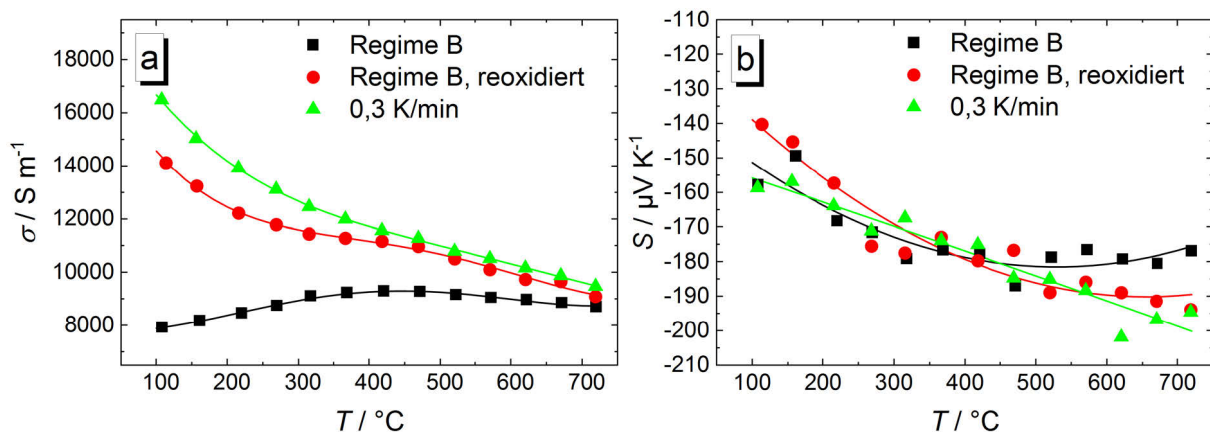 a
Regime B
Regime B, reoxidiert
0,3 K/min
18000
16000
14000
12000
10000
8000
σ / S m⁻¹
100 200 300 400 500 600 700
T / °C
b
Regime B
Regime B, reoxidiert
0,3 K/min
-110
-120
-130
-140
-150
-160
-170
-180
-190
-200
-210
S / µV K⁻¹
100 200 300 400 500 600 700
T / °C